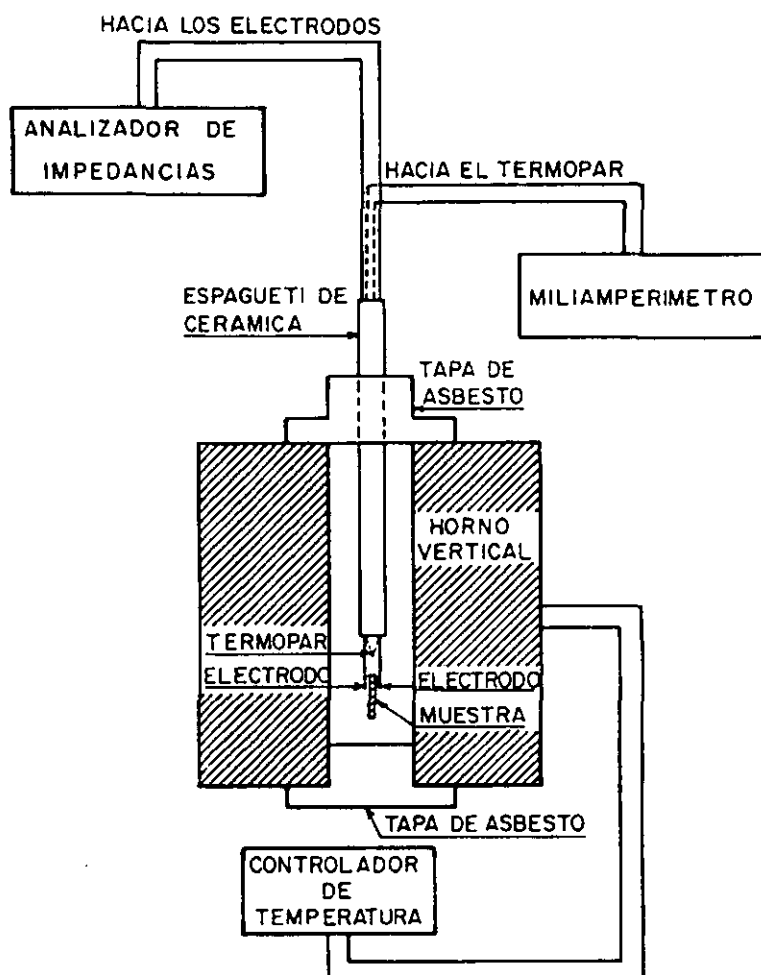 HACIA LOS ELECTRODOS
ANALIZADOR DE
IMPEDANCIAS
HACIA EL TERMOPAR
MILIAMPERIMETRO
ESPAGUETI DE
CERAMICA
TAPA DE
ASBESTO
HORNO
VERTICAL
TERMOPAR
ELECTRODO
ELECTRODO
MUESTRA
TAPA DE ASBESTO
CONTROLADOR
DE
TEMPERATURA